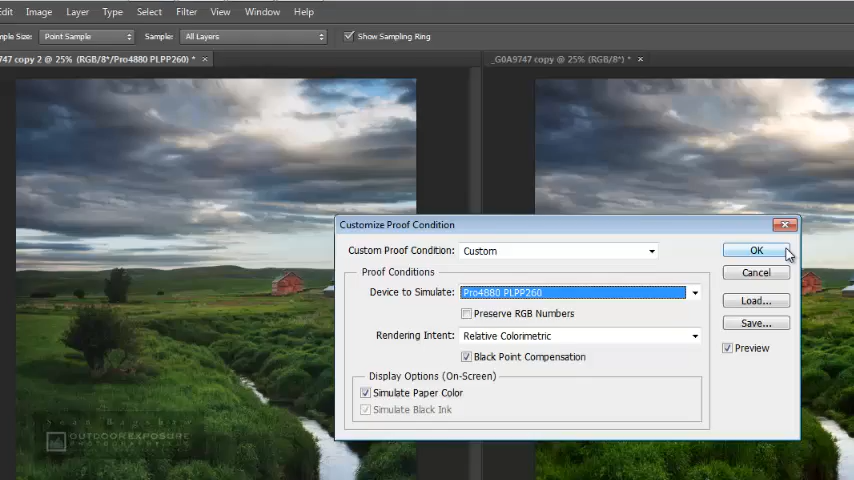 Edit Image Layer Type Select Filter View Window Help
Sample Size: Point Sample Sample: All Layers Show Sampling Ring
747 copy 2 @ 25% (RGB/8*/Pro4880 PLPP260) * × _G0A9747 copy @ 25% (RGB/8*) * ×
Customize Proof Condition
Custom Proof Condition: Custom
OK
Proof Conditions
Cancel
Device to Simulate: Pro4880 PLPP260
Load...
Preserve RGB Numbers
Save...
Rendering Intent: Relative Colorimetric
Preview
Black Point Compensation
Display Options (On-Screen)
Simulate Paper Color
Simulate Black Ink
OUTDOOREXPOSURE
PHOTOGRAPHY